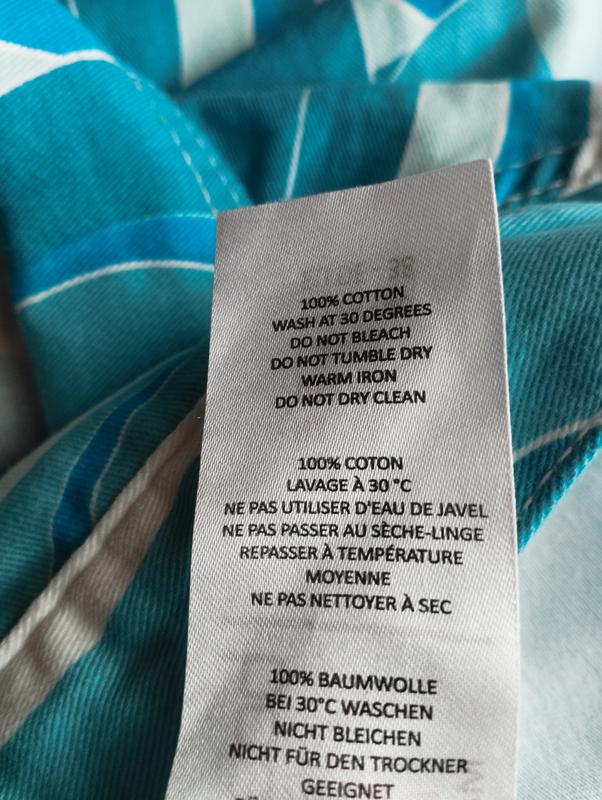 100% COTTON
WASH AT 30 DEGREES
DO NOT BLEACH
DO NOT TUMBLE DRY
WARM IRON
DO NOT DRY CLEAN
100% COTON
LAVAGE À 30 °C
NE PAS UTILISER D'EAU DE JAVEL
NE PAS PASSER AU SÈCHE-LINGE
REPASSER À TEMPÉRATURE
MOYENNE
NE PAS NETTOYER À SEC
100% BAUMWOLLE
BEI 30°C WASCHEN
NICHT BLEICHEN
NICHT FÜR DEN TROCKNER
GEEIGNET